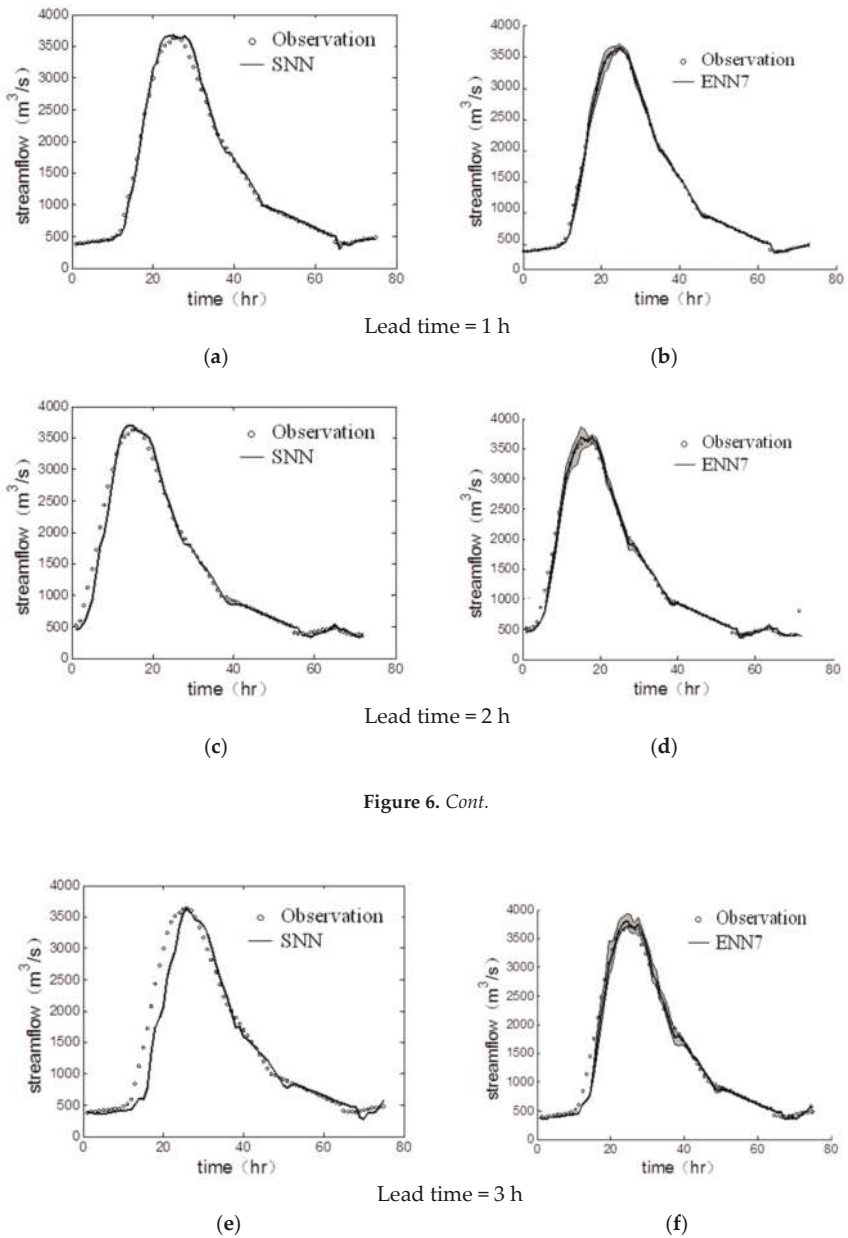 4000
3500
3000
2500
2000
1500
1000
500
0
streamflow (m³/s)
0 20 40 60 80
time (hr)
Observation
SNN
4000
3500
3000
2500
2000
1500
1000
500
0
streamflow (m³/s)
0 20 40 60 80
time (hr)
Observation
ENN7
Lead time = 1 h
(a) (b)
4000
3500
3000
2500
2000
1500
1000
500
0
streamflow (m³/s)
0 20 40 60 80
time (hr)
Observation
SNN
4000
3500
3000
2500
2000
1500
1000
500
0
streamflow (m³/s)
0 20 40 60 80
time (hr)
Observation
ENN7
Lead time = 2 h
(c) (d)
Figure 6. Cont.
4000
3500
3000
2500
2000
1500
1000
500
0
streamflow (m³/s)
0 20 40 60 80
time (hr)
Observation
SNN
4000
3500
3000
2500
2000
1500
1000
500
0
streamflow (m³/s)
0 20 40 60 80
time (hr)
Observation
ENN7
Lead time = 3 h
(e) (f)